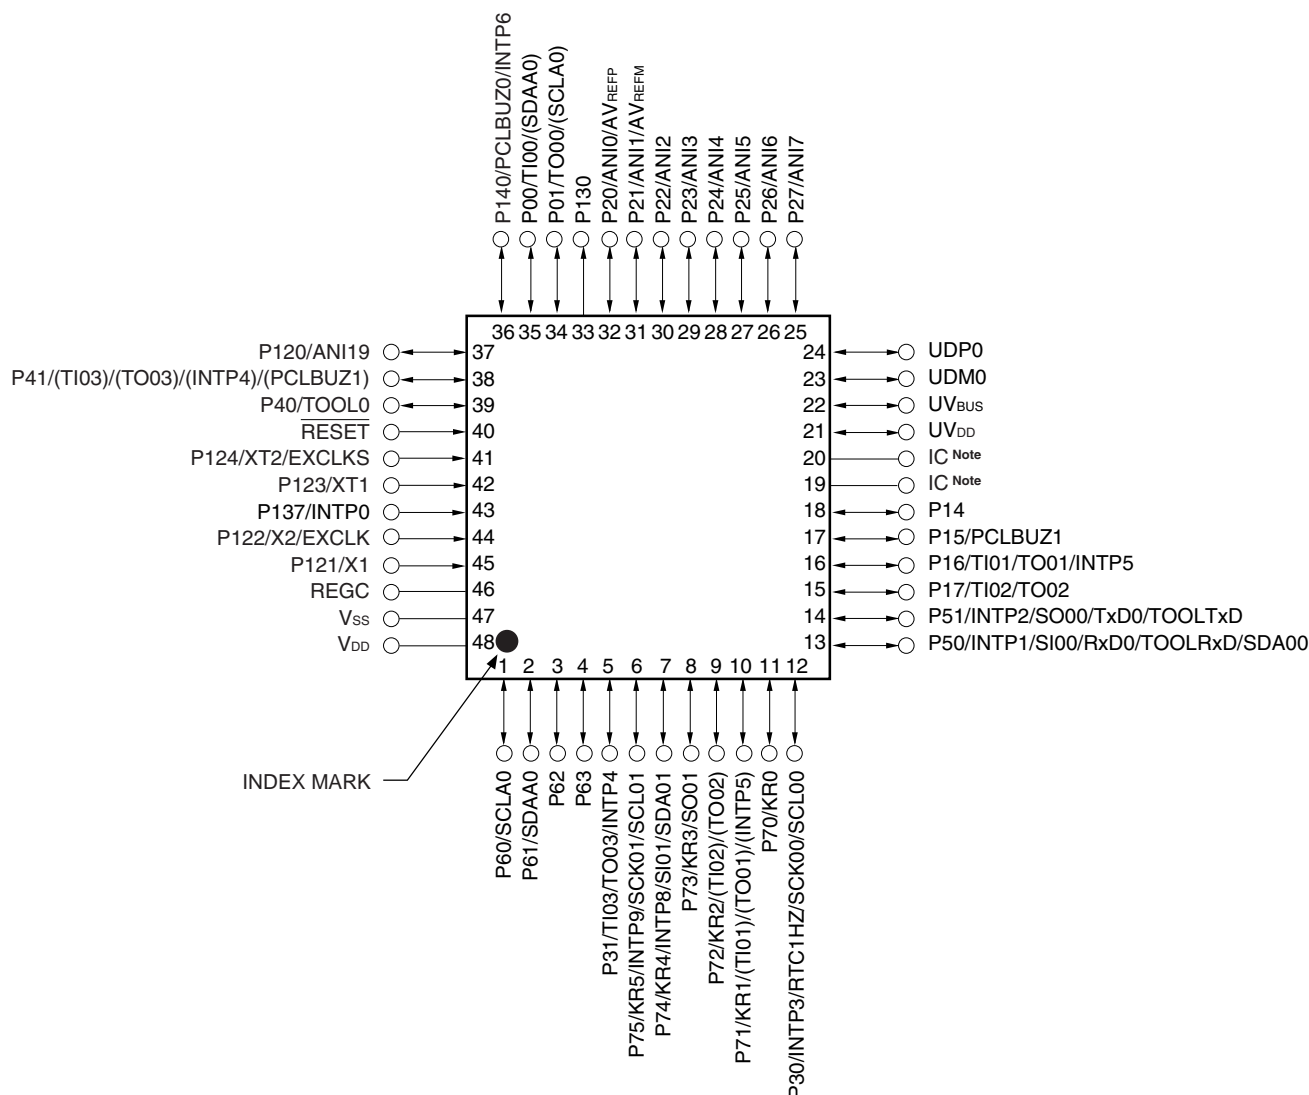 P140/PCLBUZ0/INTP6
P00/TI00/(SDAA0)
P01/TO00/(SCLA0)
P130
P20/ANI0/AVREFP
P21/ANI1/AVREFM
P22/ANI2
P23/ANI3
P24/ANI4
P25/ANI5
P26/ANI6
P27/ANI7
36 35 34 33 32 31 30 29 28 27 26 25
P120/ANI19 37
P41/(TI03)/(TO03)/(INTP4)/(PCLBUZ1) 38
P40/TOOL0 39
RESET 40
P124/XT2/EXCLKS 41
P123/XT1 42
P137/INTP0 43
P122/X2/EXCLK 44
P121/X1 45
REGC 46
VSS 47
VDD 48
24 UDP0
23 UDM0
22 UVBUS
21 UVDD
20 IC Note
19 IC Note
18 P14
17 P15/PCLBUZ1
16 P16/TI01/TO01/INTP5
15 P17/TI02/TO02
14 P51/INTP2/SO00/TxD0/TOOLTxD
13 P50/INTP1/SI00/RxD0/TOOLRxD/SDA00
1 2 3 4 5 6 7 8 9 10 11 12
INDEX MARK
P60/SCLA0
P61/SDAA0
P62
P63
P31/TI03/TO03/INTP4
P75/KR5/INTP9/SCK01/SCL01
P74/KR4/INTP8/SI01/SDA01
P73/KR3/SO01
P72/KR2/(TI02)/(TO02)
P71/KR1/(TI01)/(TO01)/(INTP5)
P70/KR0
P30/INTP3/RTC1HZ/SCK00/SCL00